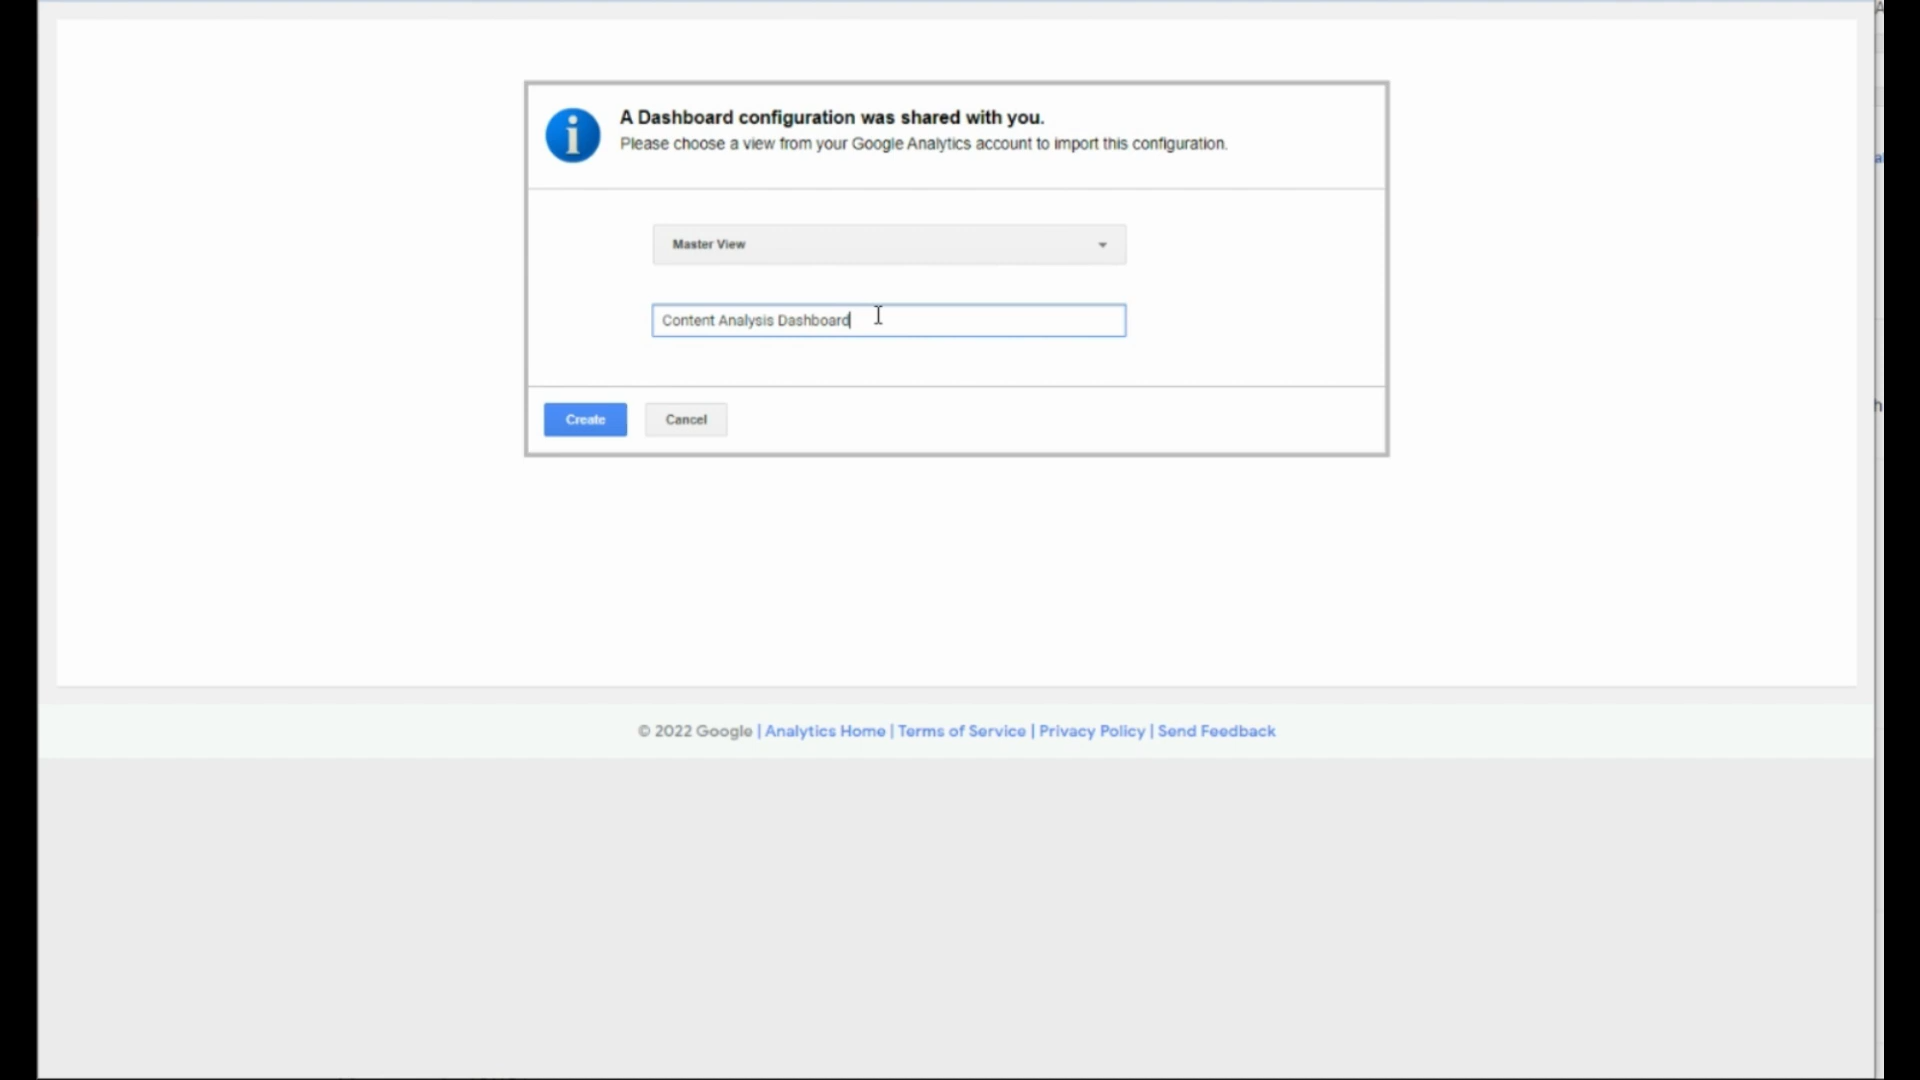 A Dashboard configuration was shared with you.
Please choose a view from your Google Analytics account to import this configuration.
Master View
Content Analysis Dashboard
Create
Cancel
© 2022 Google | Analytics Home | Terms of Service | Privacy Policy | Send Feedback